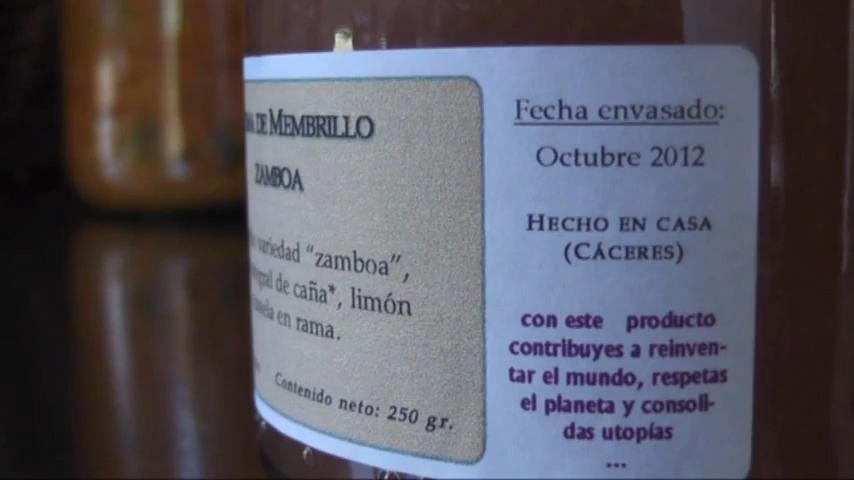 DE MEMBRILLO
ZAMBOA
variedad "zamboa",
de caña*, limón
en rama.
Contenido neto: 250 gr.
Fecha envasado:
Octubre 2012
HECHO EN CASA
(CÁCERES)
con este producto
contribuyes a reinven-
tar el mundo, respetas
el planeta y consoli-
das utopías
...